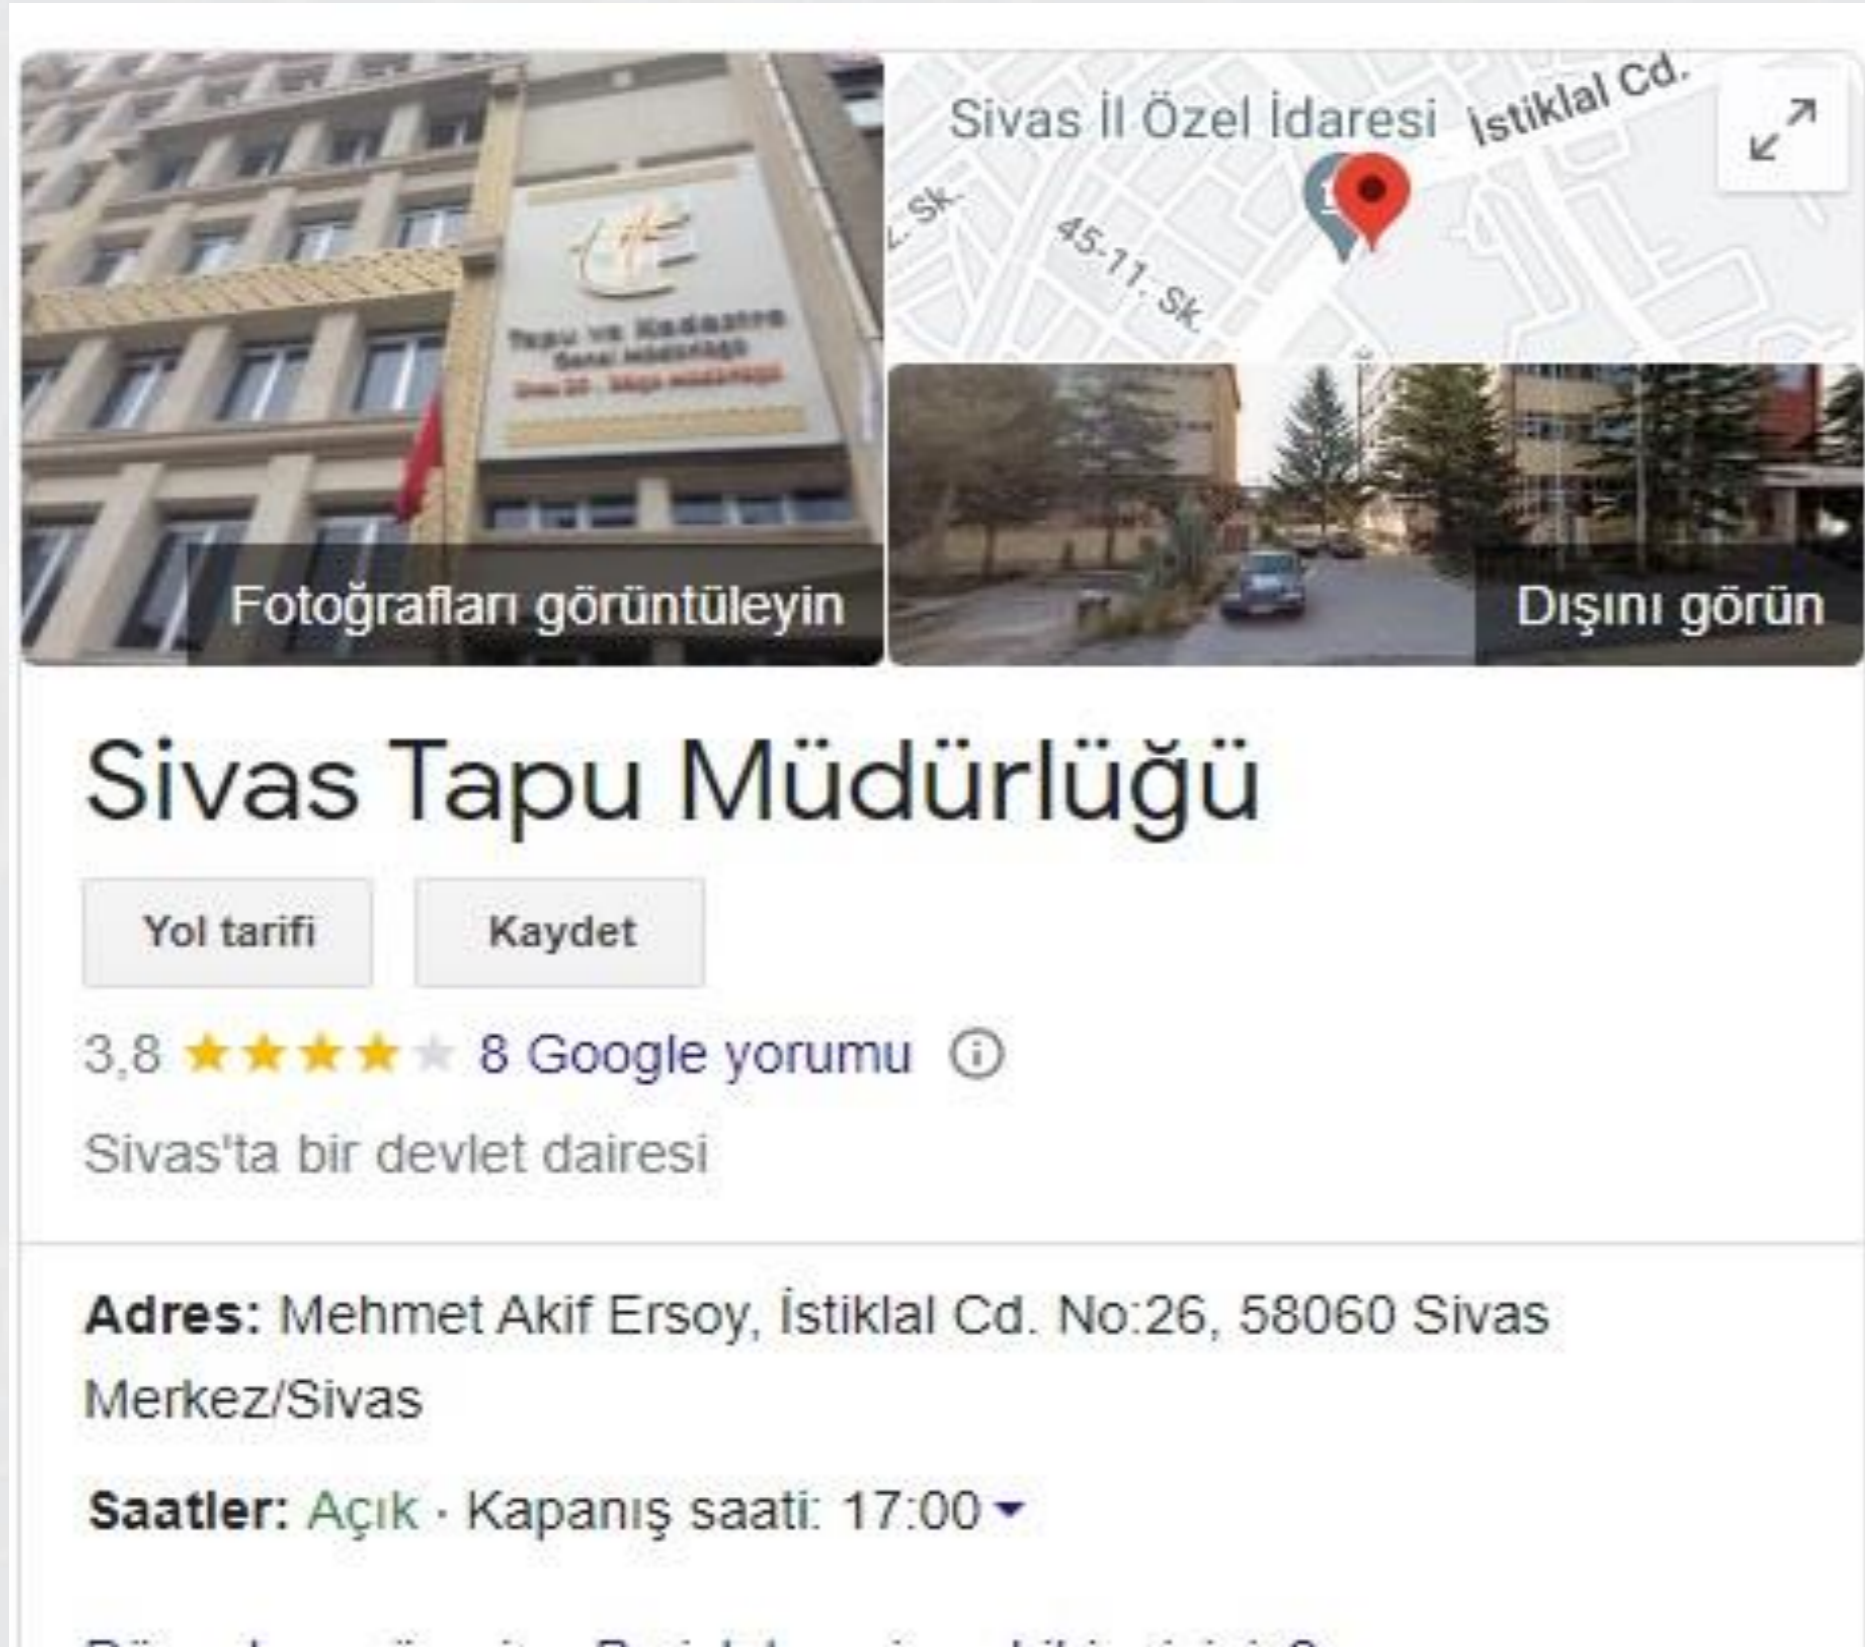 Tapu ve Kadastro
Genel Müdürlüğü
Sivas İl Özel İdaresi
İstiklal Cd.
Sk.
45-11. Sk.
Fotoğrafları görüntüleyin
Dışını görün
Sivas Tapu Müdürlüğü
Yol tarifi
Kaydet
3,8 8 Google yorumu
Sivas'ta bir devlet dairesi
Adres: Mehmet Akif Ersoy, İstiklal Cd. No:26, 58060 Sivas
Merkez/Sivas
Saatler: Açık · Kapanış saati: 17:00